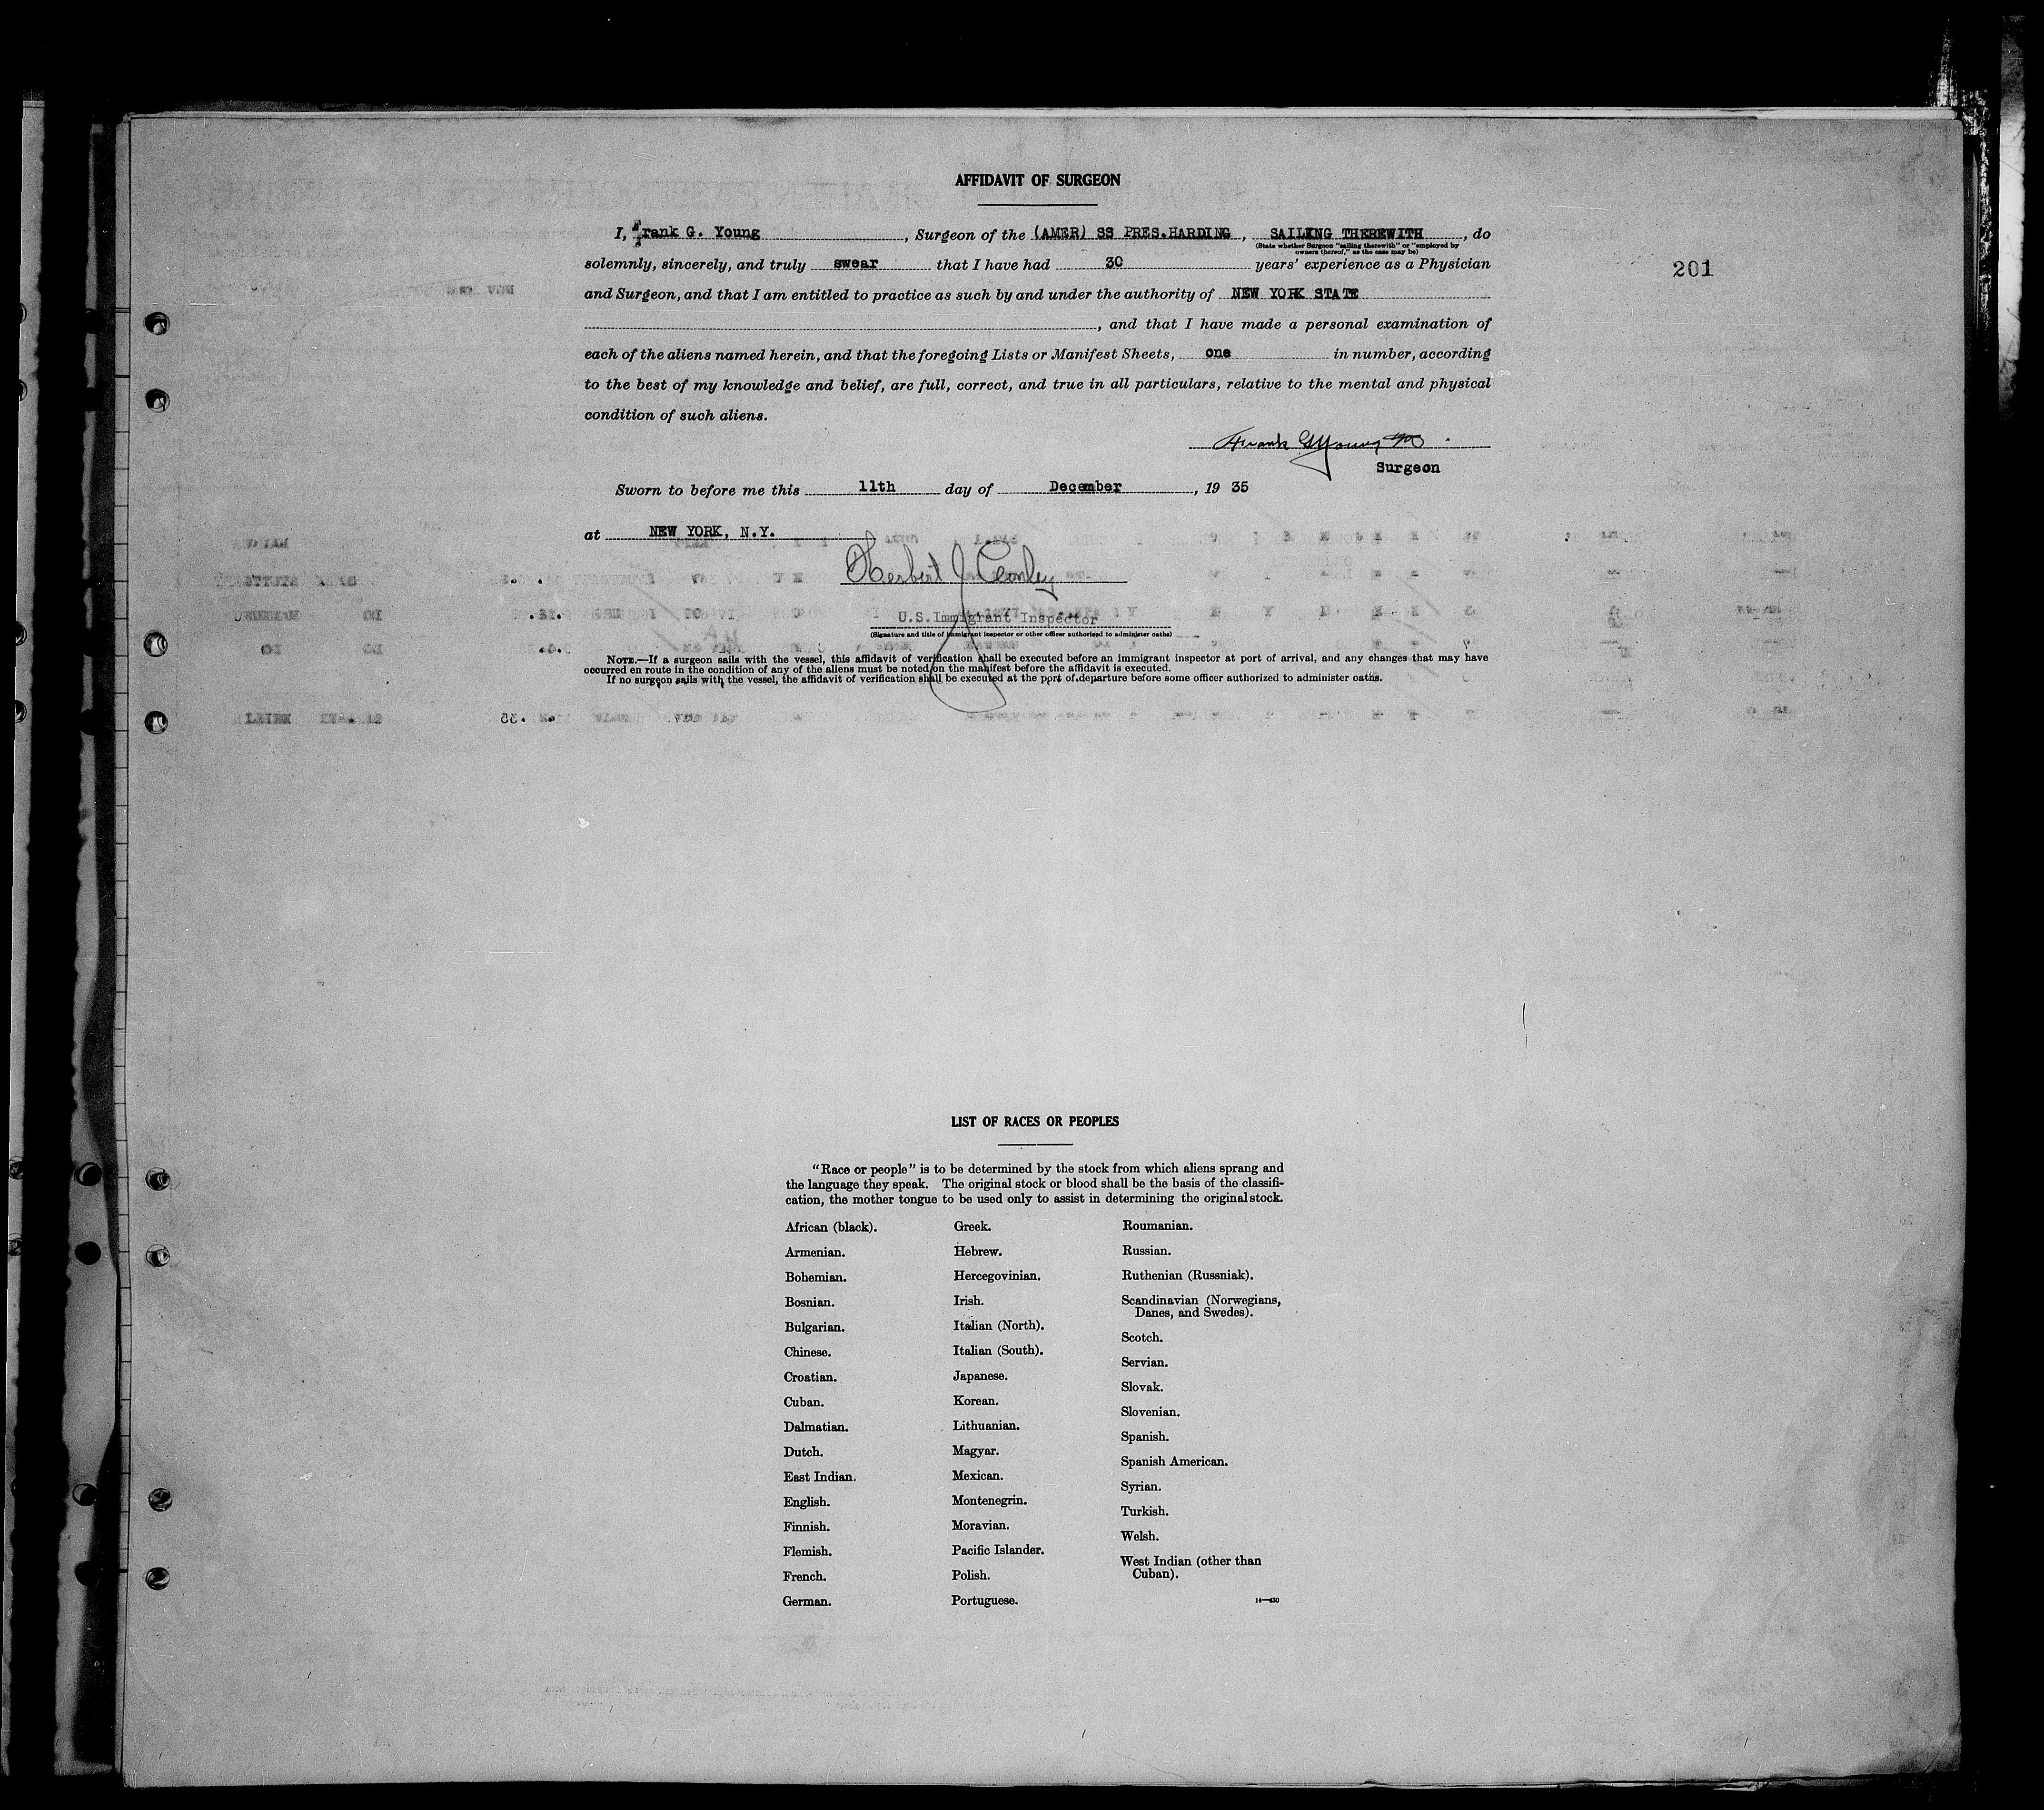 AFFIDAVIT OF SURGEON
I, Frank G. Young, Surgeon of the (AMER) SS PRES.HARDING, SAILING THEREWITH, do
(State whether Surgeon "sailing therewith" or "employed by
owners thereof," as the case may be)
solemnly, sincerely, and truly swear that I have had 30 years' experience as a Physician
201
and Surgeon, and that I am entitled to practice as such by and under the authority of NEW YORK STATE
, and that I have made a personal examination of
each of the aliens named herein, and that the foregoing Lists or Manifest Sheets, one in number, according
to the best of my knowledge and belief, are full, correct, and true in all particulars, relative to the mental and physical
condition of such aliens.
Frank G Young MD
Surgeon
Sworn to before me this 11th day of December, 19 35
at NEW YORK, N.Y.
Herbert J
U.S.Immigrant Inspector
(Signature and title of immigrant inspector or other officer authorized to administer oaths)
NOTE.—If a surgeon sails with the vessel, this affidavit of verification shall be executed before an immigrant inspector at port of arrival, and any changes that may have
occurred en route in the condition of any of the aliens must be noted on the manifest before the affidavit is executed.
If no surgeon sails with the vessel, the affidavit of verification shall be executed at the port of departure before some officer authorized to administer oaths.
LIST OF RACES OR PEOPLES
"Race or people" is to be determined by the stock from which aliens sprang and
the language they speak. The original stock or blood shall be the basis of the classifi-
cation, the mother tongue to be used only to assist in determining the original stock.
African (black).
Armenian.
Bohemian.
Bosnian.
Bulgarian.
Chinese.
Croatian.
Cuban.
Dalmatian.
Dutch.
East Indian.
English.
Finnish.
Flemish.
French.
German.
Greek.
Hebrew.
Hercegovinian.
Irish.
Italian (North).
Italian (South).
Japanese.
Korean.
Lithuanian.
Magyar.
Mexican.
Montenegrin.
Moravian.
Pacific Islander.
Polish.
Portuguese.
Roumanian.
Russian.
Ruthenian (Russniak).
Scandinavian (Norwegians,
Danes, and Swedes).
Scotch.
Servian.
Slovak.
Slovenian.
Spanish.
Spanish American.
Syrian.
Turkish.
Welsh.
West Indian (other than
Cuban).